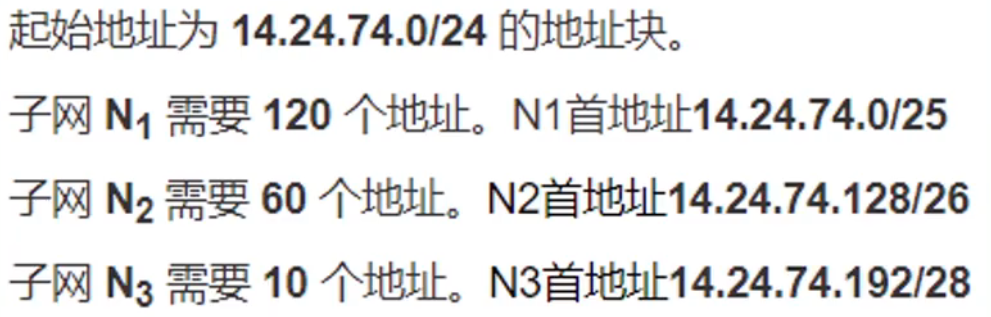 起始地址为 14.24.74.0/24 的地址块。
子网 N1 需要 120 个地址。N1首地址14.24.74.0/25
子网 N2 需要 60 个地址。N2首地址14.24.74.128/26
子网 N3 需要 10 个地址。N3首地址14.24.74.192/28